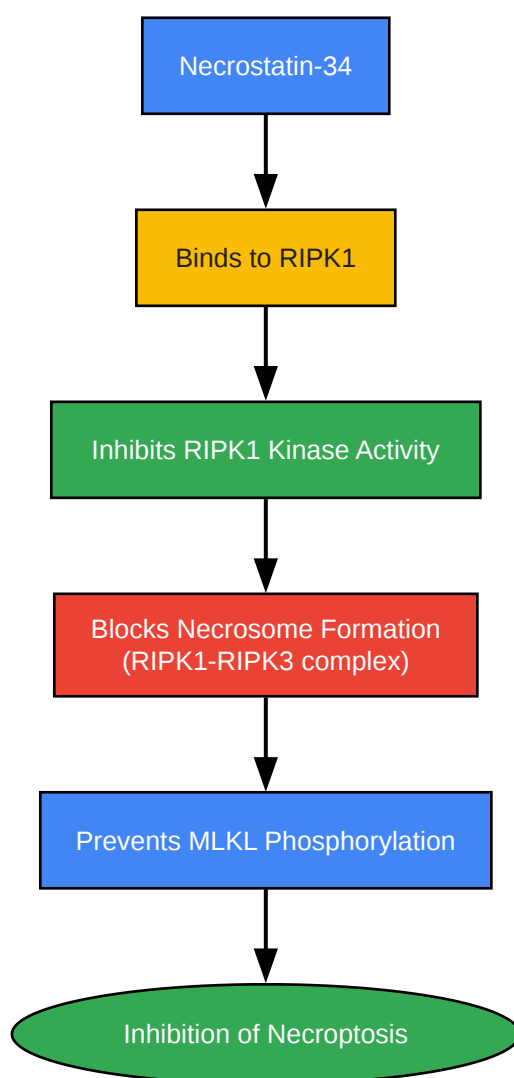 Necrostatin-34
Binds to RIPK1
Inhibits RIPK1 Kinase Activity
Blocks Necrosome Formation
(RIPK1-RIPK3 complex)
Prevents MLKL Phosphorylation
Inhibition of Necroptosis